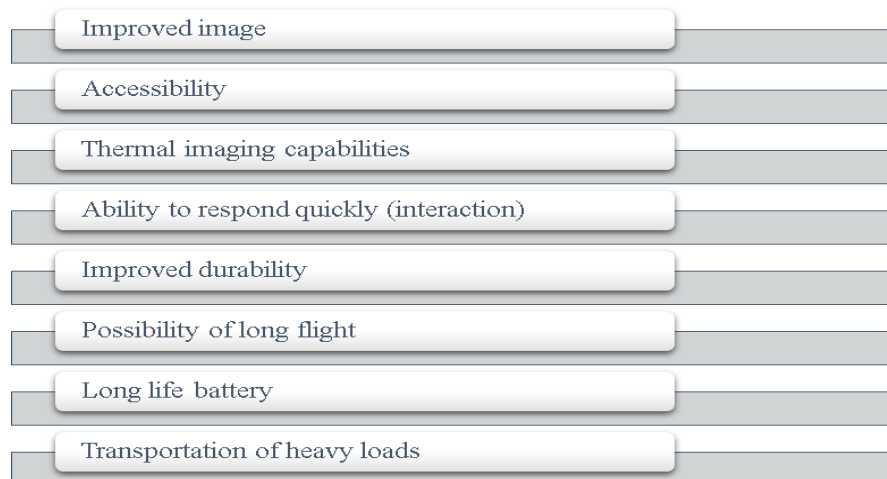 Improved image
Accessibility
Thermal imaging capabilities
Ability to respond quickly (interaction)
Improved durability
Possibility of long flight
Long life battery
Transportation of heavy loads